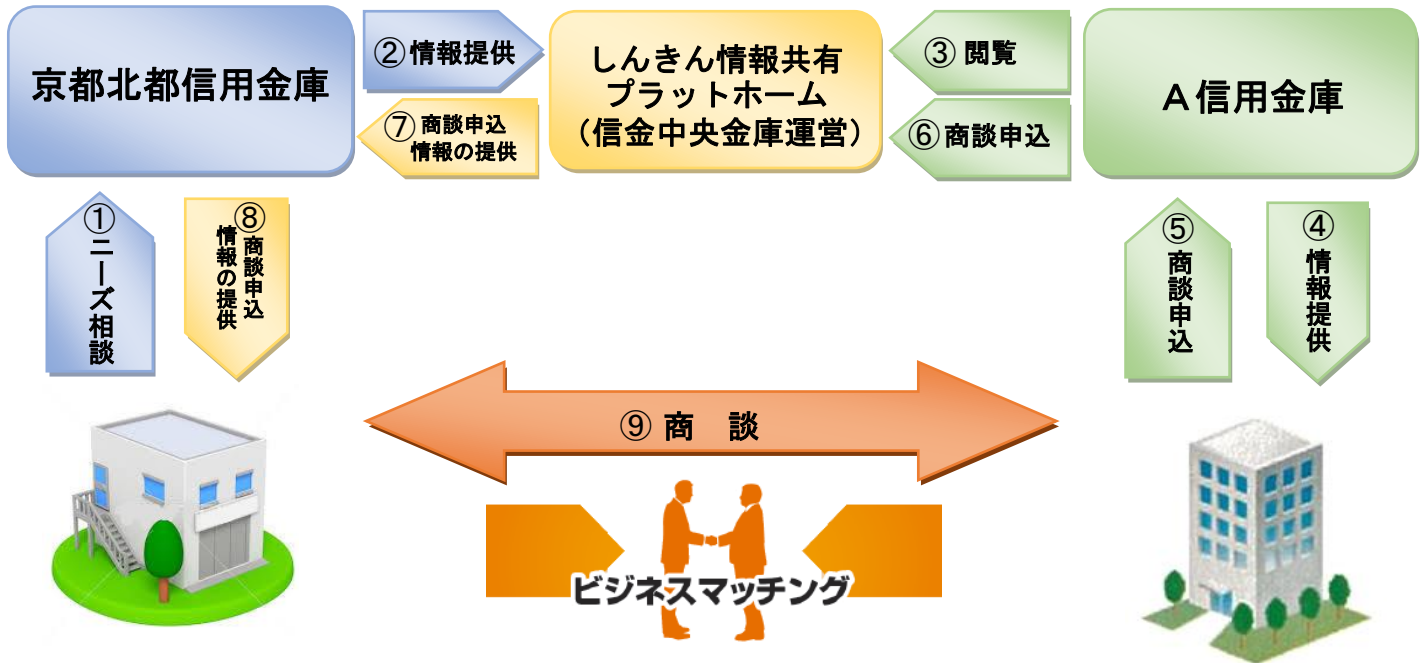 京都北都信用金庫
②情報提供
⑦商談申込
情報の提供
しんきん情報共有
プラットホーム
（信金中央金庫運営）
③閲覧
⑥商談申込
Ａ信用金庫
①ニーズ相談
⑧商談申込
情報の提供
⑤商談申込
④情報提供
⑨商　談
ビジネスマッチング